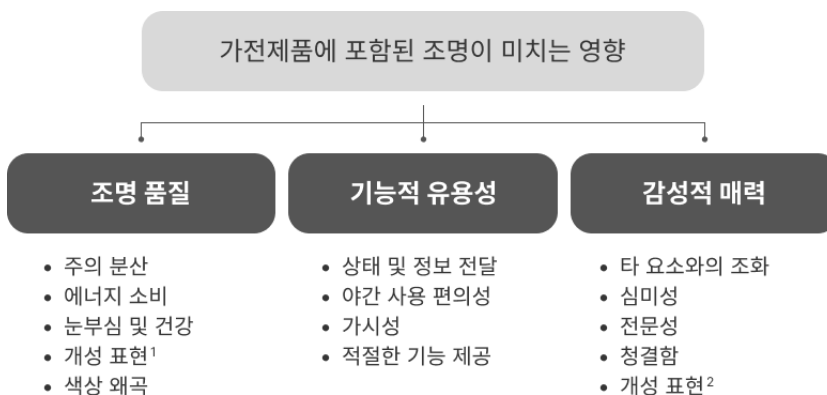 가전제품에 포함된 조명이 미치는 영향
조명 품질
• 주의 분산
• 에너지 소비
• 눈부심 및 건강
• 개성 표현¹
• 색상 왜곡
기능적 유용성
• 상태 및 정보 전달
• 야간 사용 편의성
• 가시성
• 적절한 기능 제공
감성적 매력
• 타 요소와의 조화
• 심미성
• 전문성
• 청결함
• 개성 표현²